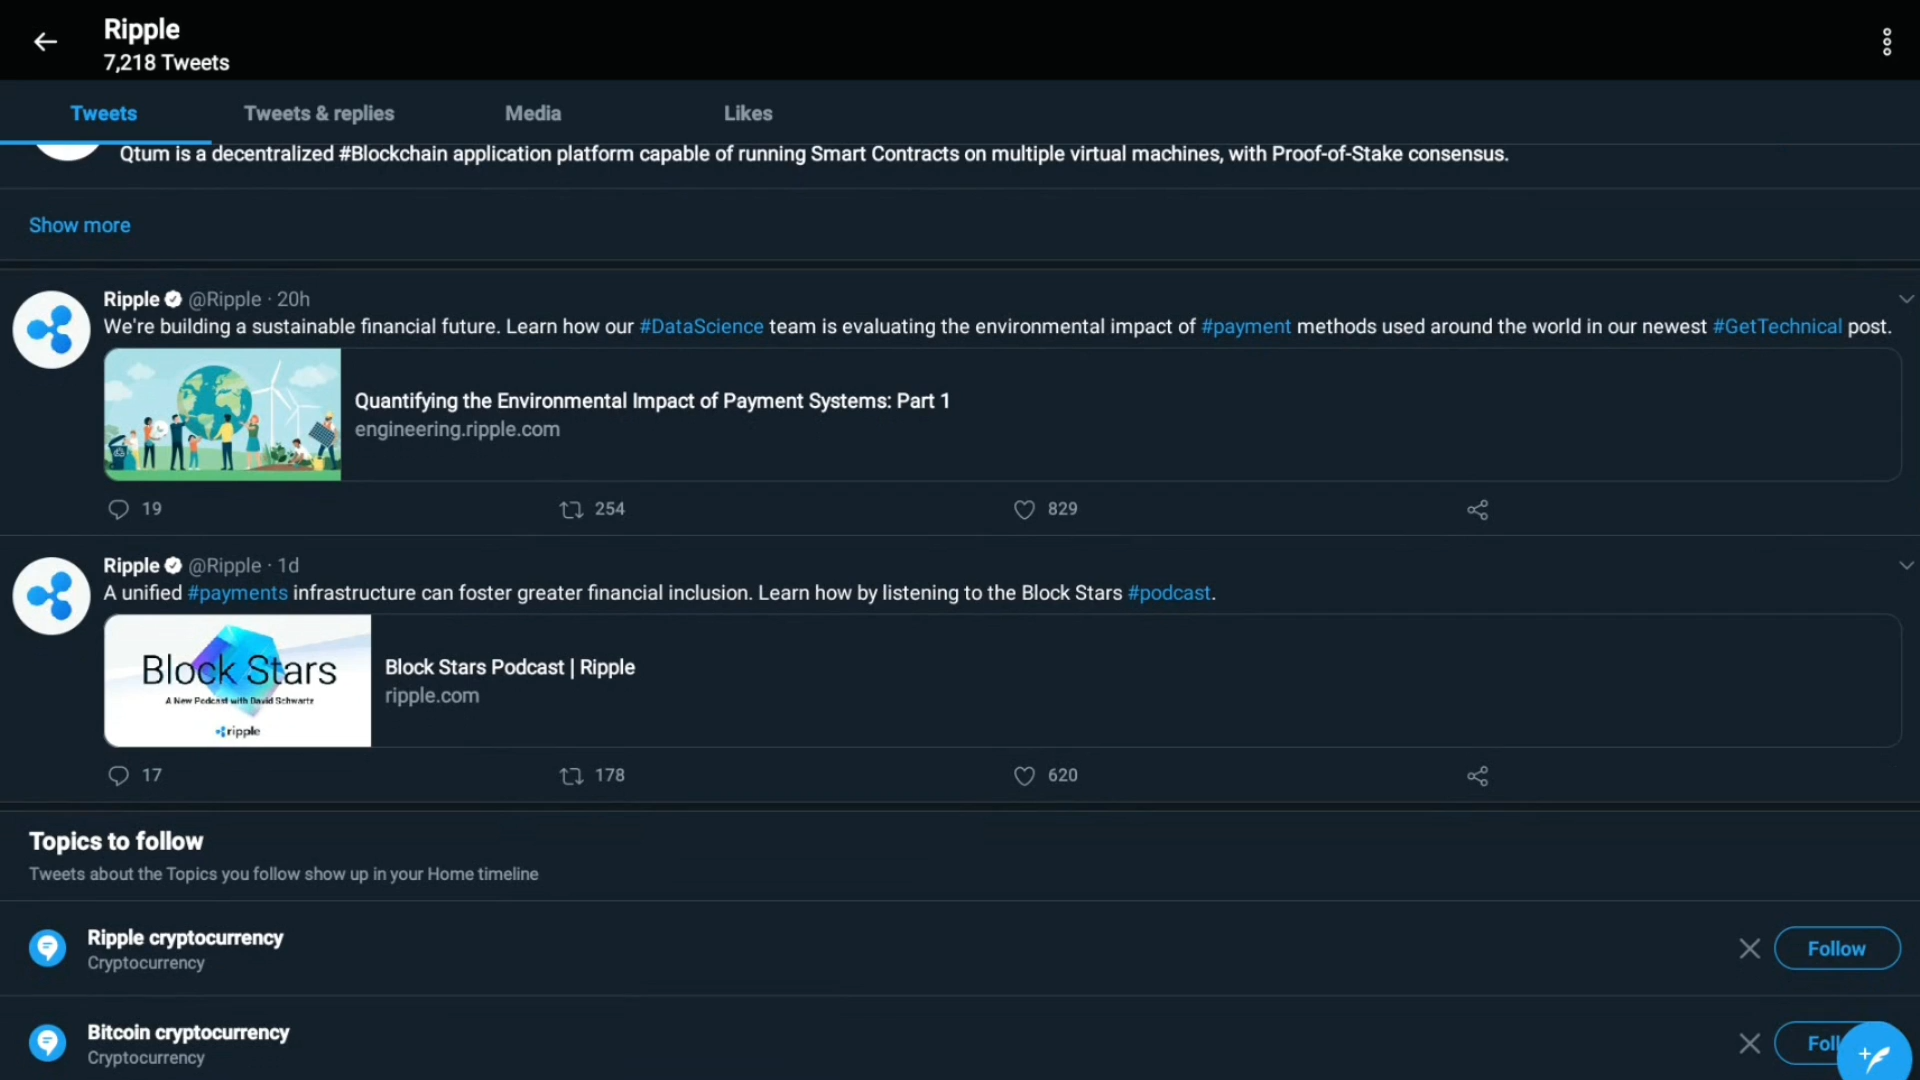 Ripple
7,218 Tweets
Tweets
Tweets & replies
Media
Likes
Qtum is a decentralized #Blockchain application platform capable of running Smart Contracts on multiple virtual machines, with Proof-of-Stake consensus.
Show more
Ripple @Ripple · 20h
We're building a sustainable financial future. Learn how our #DataScience team is evaluating the environmental impact of #payment methods used around the world in our newest #GetTechnical post.
Quantifying the Environmental Impact of Payment Systems: Part 1
engineering.ripple.com
19
254
829
Ripple @Ripple · 1d
A unified #payments infrastructure can foster greater financial inclusion. Learn how by listening to the Block Stars #podcast.
Block Stars
A New Podcast with David Schwartz
ripple
Block Stars Podcast | Ripple
ripple.com
17
178
620
Topics to follow
Tweets about the Topics you follow show up in your Home timeline
Ripple cryptocurrency
Cryptocurrency
Follow
Bitcoin cryptocurrency
Cryptocurrency
Foll